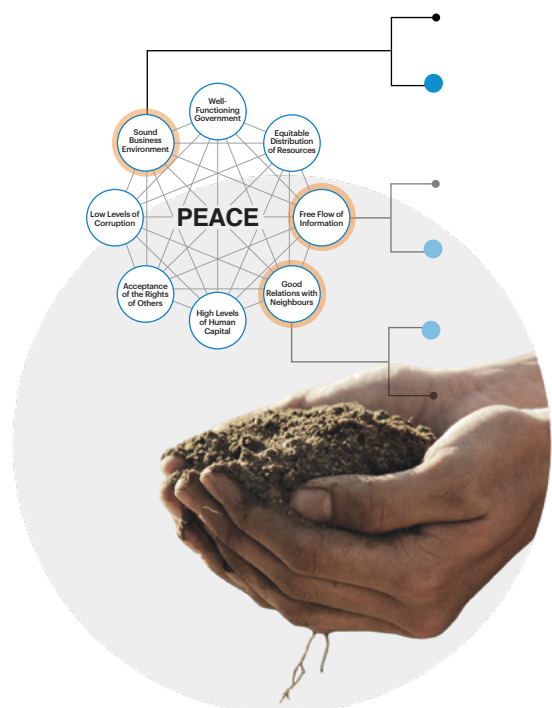 Well-
Functioning
Government
Sound
Business
Environment
Equitable
Distribution
of Resources
Low Levels of
Corruption
PEACE
Free Flow of
Information
Acceptance
of the Rights
of Others
Good
Relations with
Neighbours
High Levels
of Human
Capital